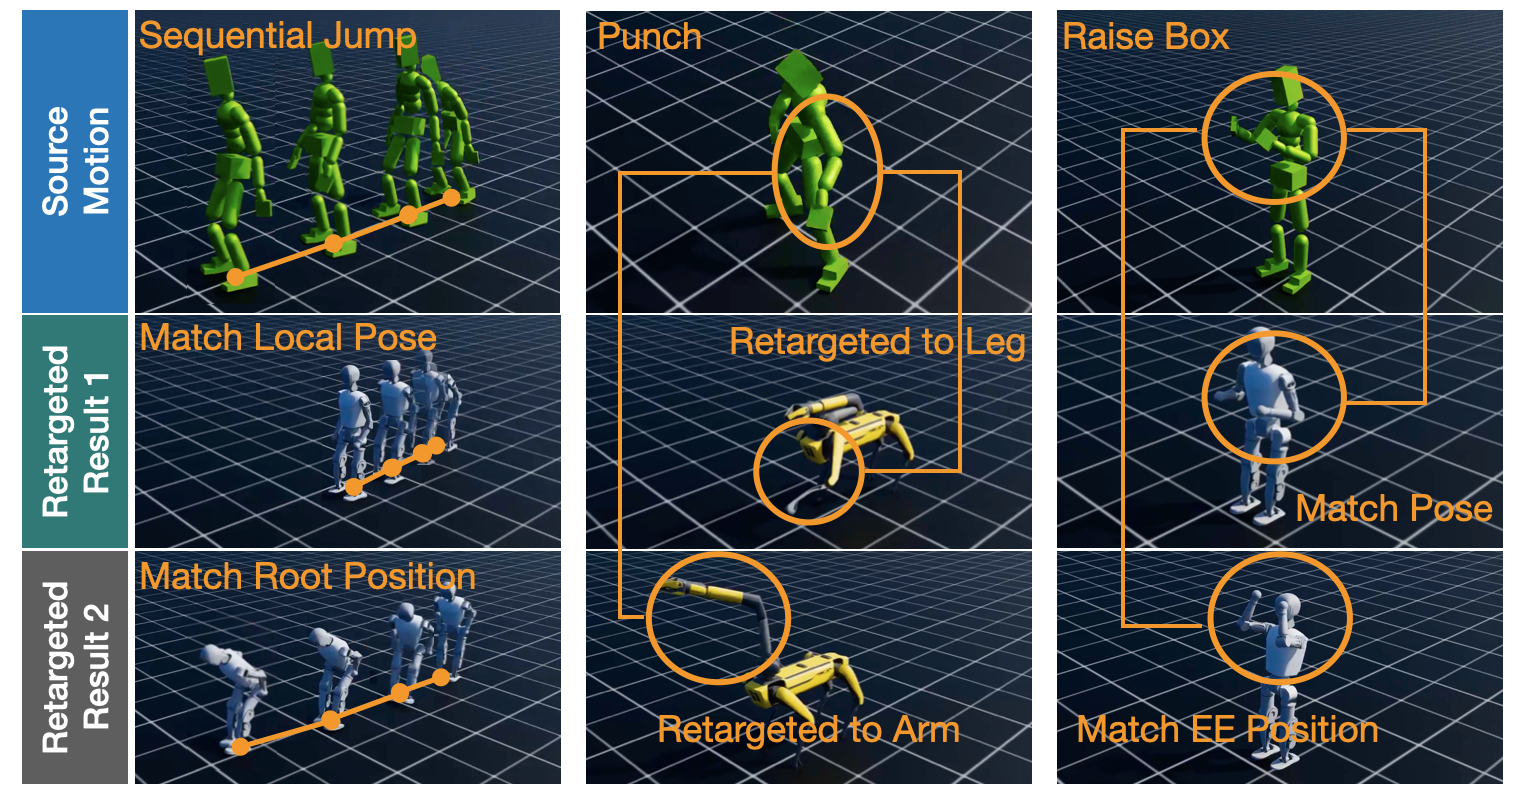 Source
Motion
Sequential Jump
Punch
Raise Box
Retargeted
Result 1
Match Local Pose
Retargeted to Leg
Match Pose
Retargeted
Result 2
Match Root Position
Retargeted to Arm
Match EE Position